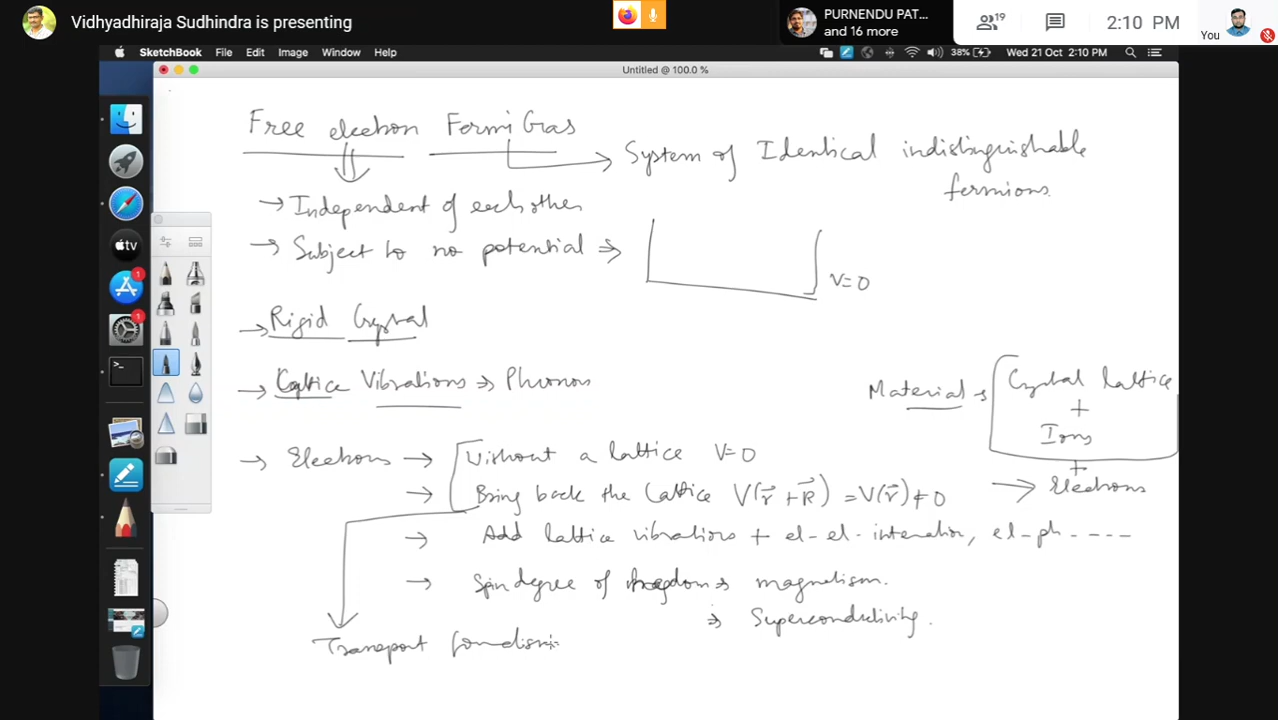 Vidhyadhiraja Sudhindra is presenting
PURNENDU PAT...
and 16 more
19
2:10 PM
You
SketchBook File Edit Image Window Help
38% Wed 21 Oct 2:10 PM
Untitled @ 100.0 %
Free electron Fermi Gas
→ System of Identical indistinguishable
fermions.
→ Independent of each other
→ Subject to no potential ⇒
V=0
→ Rigid Crystal
→ Lattice Vibrations ⇒ Phonons
Material → Crystal lattice
+
Ions
+
→ Electrons
→ Electrons → Without a lattice V=0
→ Bring back the Lattice V(r⃗ + R⃗) = V(r⃗) ≠ 0
→ Add lattice vibrations + el-el-interaction, el-ph ----
→ Spin degree of freedom → magnetism.
⇒ Superconductivity.
Transport formalism
tv
1
1